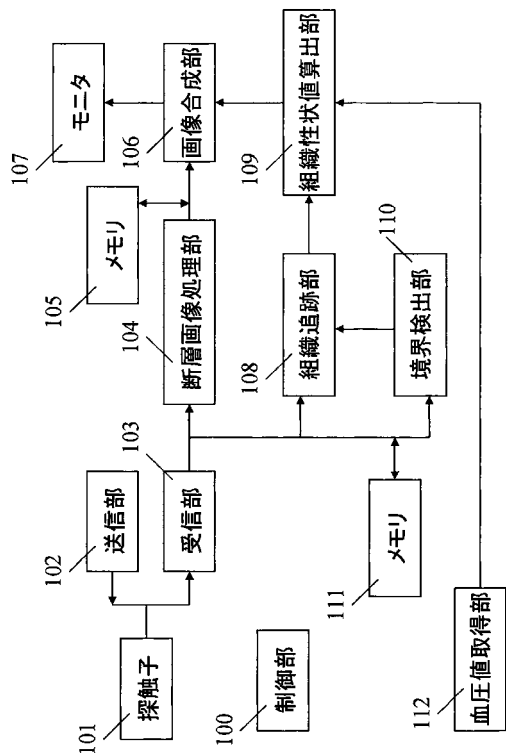 101
探触子
102
送信部
103
受信部
104
断層画像処理部
105
メモリ
106
画像合成部
107
モニタ
108
組織追跡部
109
組織性状値算出部
110
境界検出部
111
メモリ
100
制御部
112
血圧値取得部